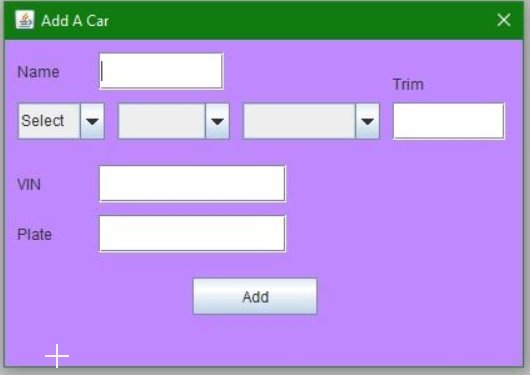 Add A Car
Name
Trim
Select
VIN
Plate
Add